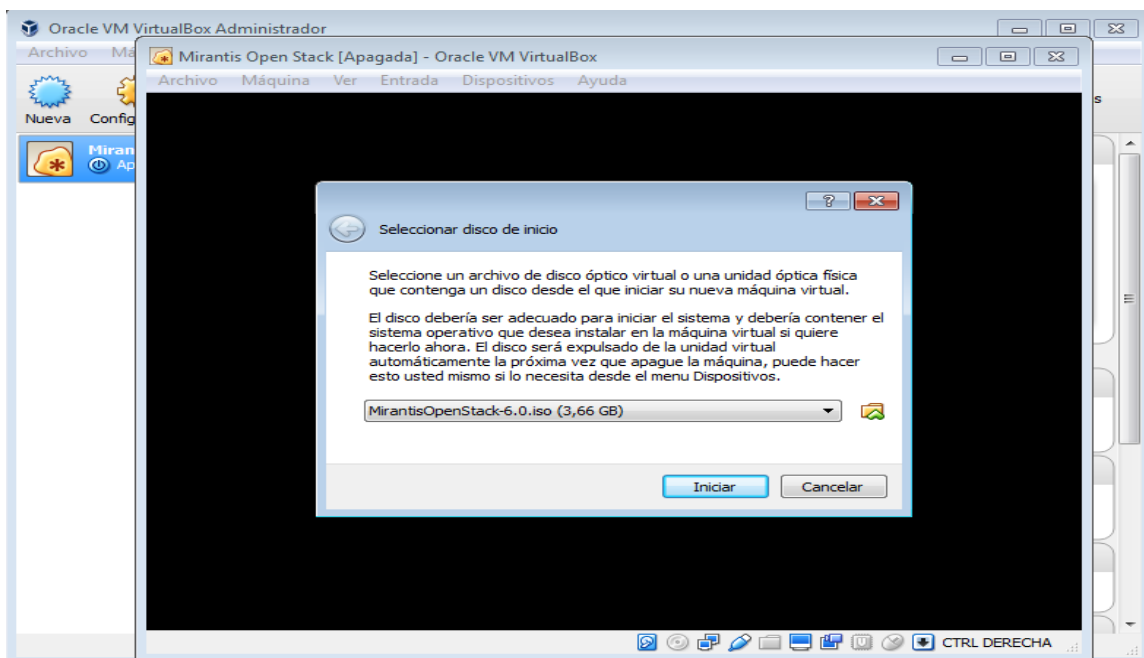 Oracle VM VirtualBox Administrador
Archivo
Mirantis Open Stack [Apagada] - Oracle VM VirtualBox
Archivo Máquina Ver Entrada Dispositivos Ayuda
Nueva
Config
Miran
Ap
s
Seleccionar disco de inicio
Seleccione un archivo de disco óptico virtual o una unidad óptica física
que contenga un disco desde el que iniciar su nueva máquina virtual.
El disco debería ser adecuado para iniciar el sistema y debería contener el
sistema operativo que desea instalar en la máquina virtual si quiere
hacerlo ahora. El disco será expulsado de la unidad virtual
automáticamente la próxima vez que apague la máquina, puede hacer
esto usted mismo si lo necesita desde el menu Dispositivos.
MirantisOpenStack-6.0.iso (3,66 GB)
Iniciar
Cancelar
CTRL DERECHA